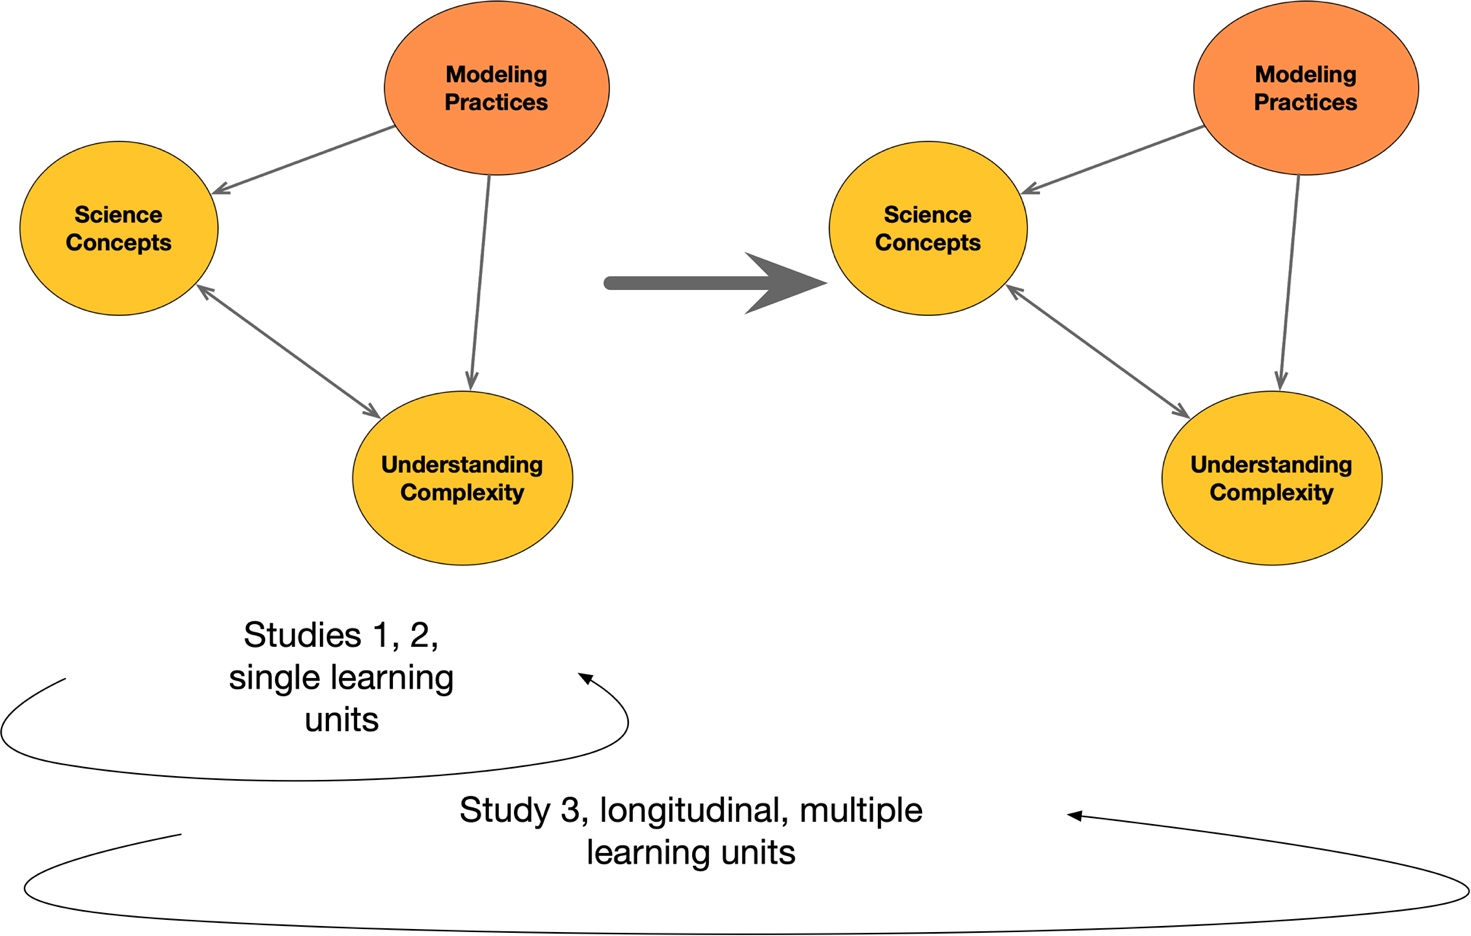 Modeling
Practices
Science
Concepts
Understanding
Complexity
Modeling
Practices
Science
Concepts
Understanding
Complexity
Studies 1, 2,
single learning
units
Study 3, longitudinal, multiple
learning units